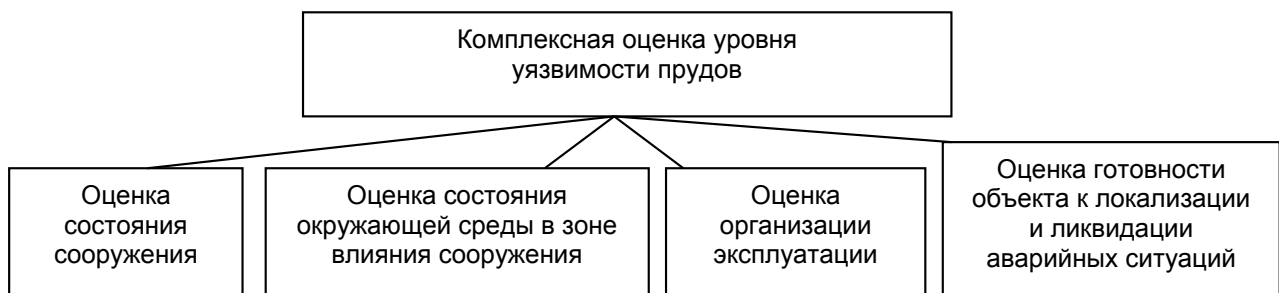 Комплексная оценка уровня
уязвимости прудов
Оценка
состояния
сооружения
Оценка состояния
окружающей среды в зоне
влияния сооружения
Оценка
организации
эксплуатации
Оценка готовности
объекта к локализации
и ликвидации
аварийных ситуаций